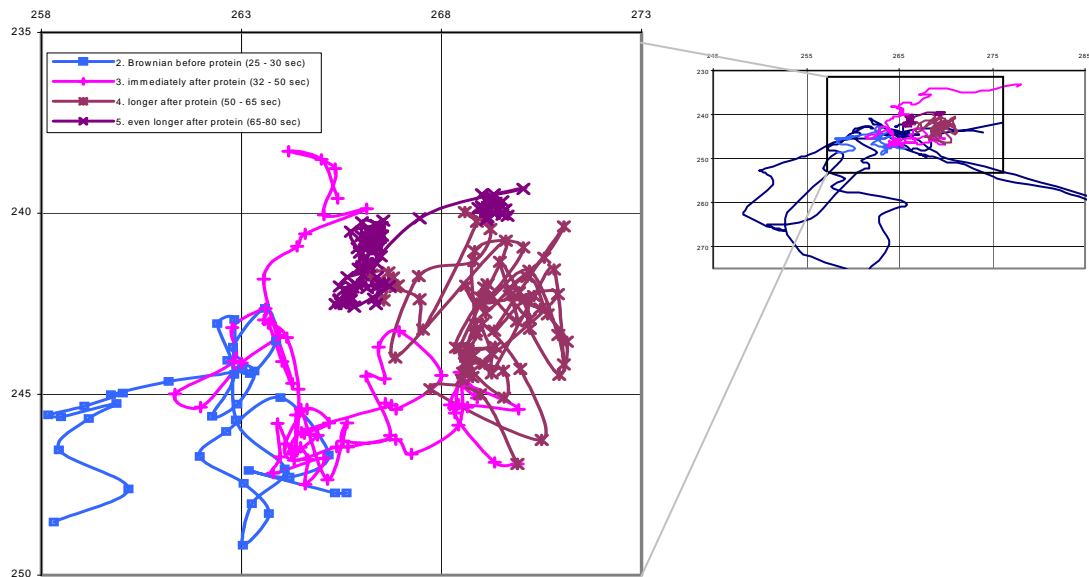 258 263 268 273
235
240
245
250
2. Brownian before protein (25 - 30 sec)
3. immediately after protein (32 - 50 sec)
4. longer after protein (50 - 65 sec)
5. even longer after protein (65-80 sec)
255 265 275 285
230
240
250
260
270